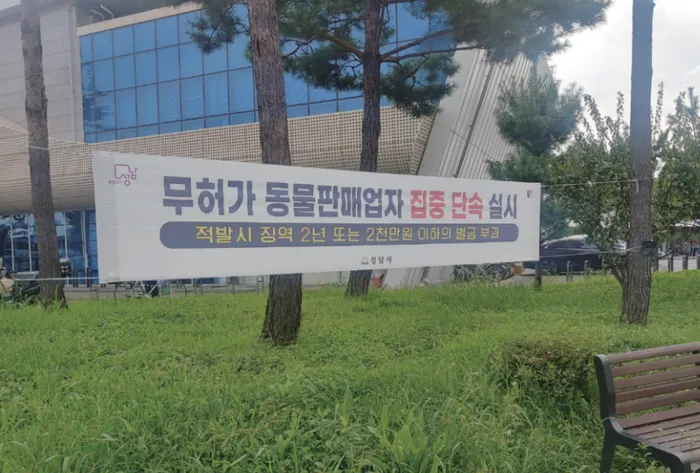 성남
무허가 동물판매업자 집중 단속 실시
적발시 징역 2년 또는 2천만원 이하의 벌금 부과
성남시